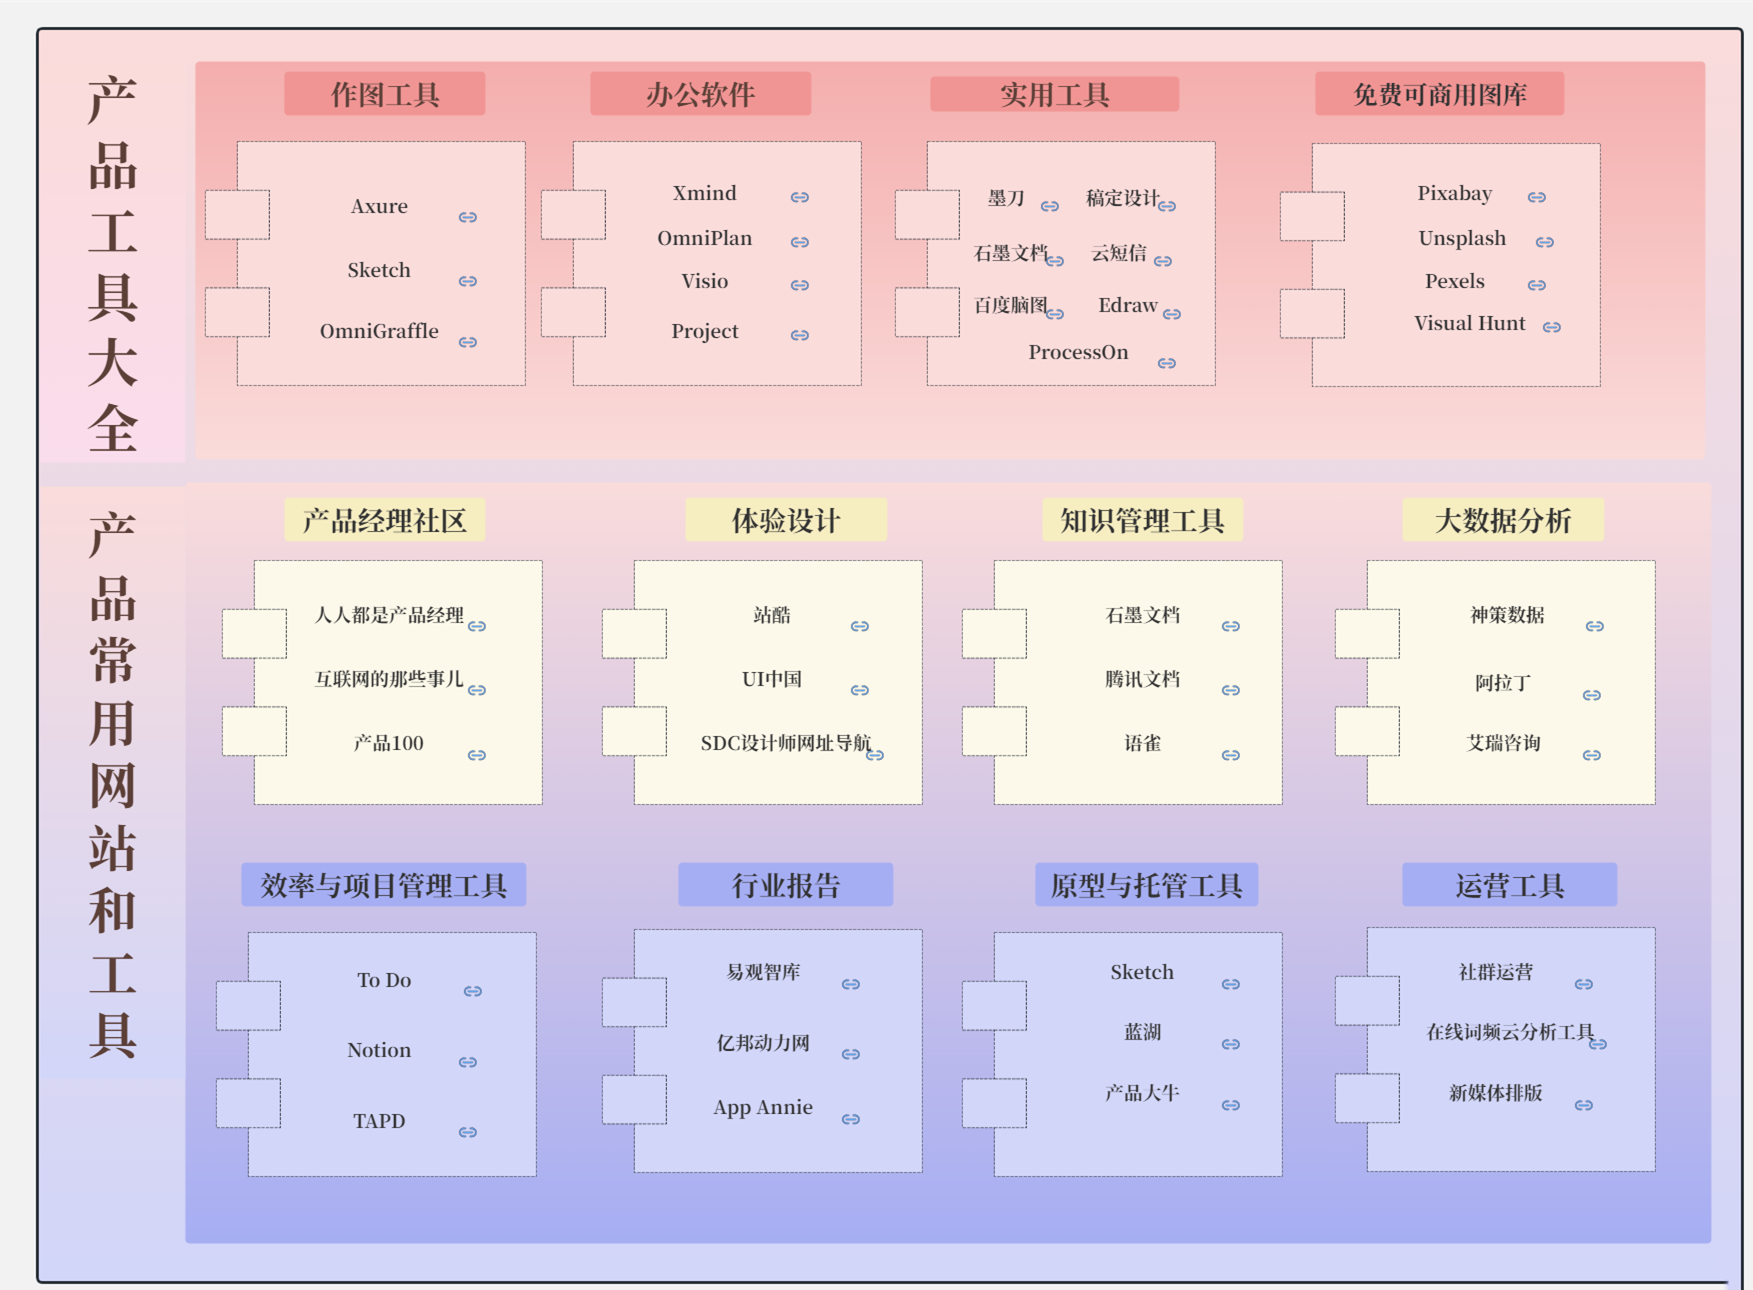 产品工具大全
作图工具
Axure
Sketch
OmniGraffle
办公软件
Xmind
OmniPlan
Visio
Project
实用工具
墨刀 稿定设计
石墨文档 云短信
百度脑图 Edraw
ProcessOn
免费可商用图库
Pixabay
Unsplash
Pexels
Visual Hunt
产品常用网站和工具
产品经理社区
人人都是产品经理
互联网的那些事儿
产品100
体验设计
站酷
UI中国
SDC设计师网址导航
知识管理工具
石墨文档
腾讯文档
语雀
大数据分析
神策数据
阿拉丁
艾瑞咨询
效率与项目管理工具
To Do
Notion
TAPD
行业报告
易观智库
亿邦动力网
App Annie
原型与托管工具
Sketch
蓝湖
产品大牛
运营工具
社群运营
在线词频云分析工具
新媒体排版